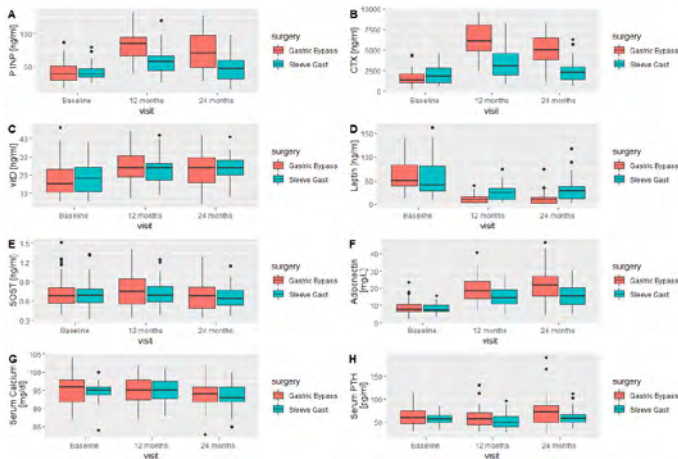 A
P1NP [ng/ml]
100
50
Baseline
12 months
24 months
visit
surgery
Gastric Bypass
Sleeve Gast
B
CTX [ng/ml]
10000
7500
5000
2500
0
Baseline
12 months
24 months
visit
surgery
Gastric Bypass
Sleeve Gast
C
vitD [ng/ml]
43
33
23
13
Baseline
12 months
24 months
visit
surgery
Gastric Bypass
Sleeve Gast
D
Leptin [ng/ml]
150
100
50
0
Baseline
12 months
24 months
visit
surgery
Gastric Bypass
Sleeve Gast
E
SOST [ng/ml]
1.5
1.2
0.9
0.6
0.3
Baseline
12 months
24 months
visit
surgery
Gastric Bypass
Sleeve Gast
F
Adiponectin
[mg/L]
40
30
20
10
0
Baseline
12 months
24 months
visit
surgery
Gastric Bypass
Sleeve Gast
G
Serum Calcium
[mg/dl]
105
100
95
90
85
Baseline
12 months
24 months
visit
surgery
Gastric Bypass
Sleeve Gast
H
Serum PTH
[pg/ml]
150
100
50
Baseline
12 months
24 months
visit
surgery
Gastric Bypass
Sleeve Gast